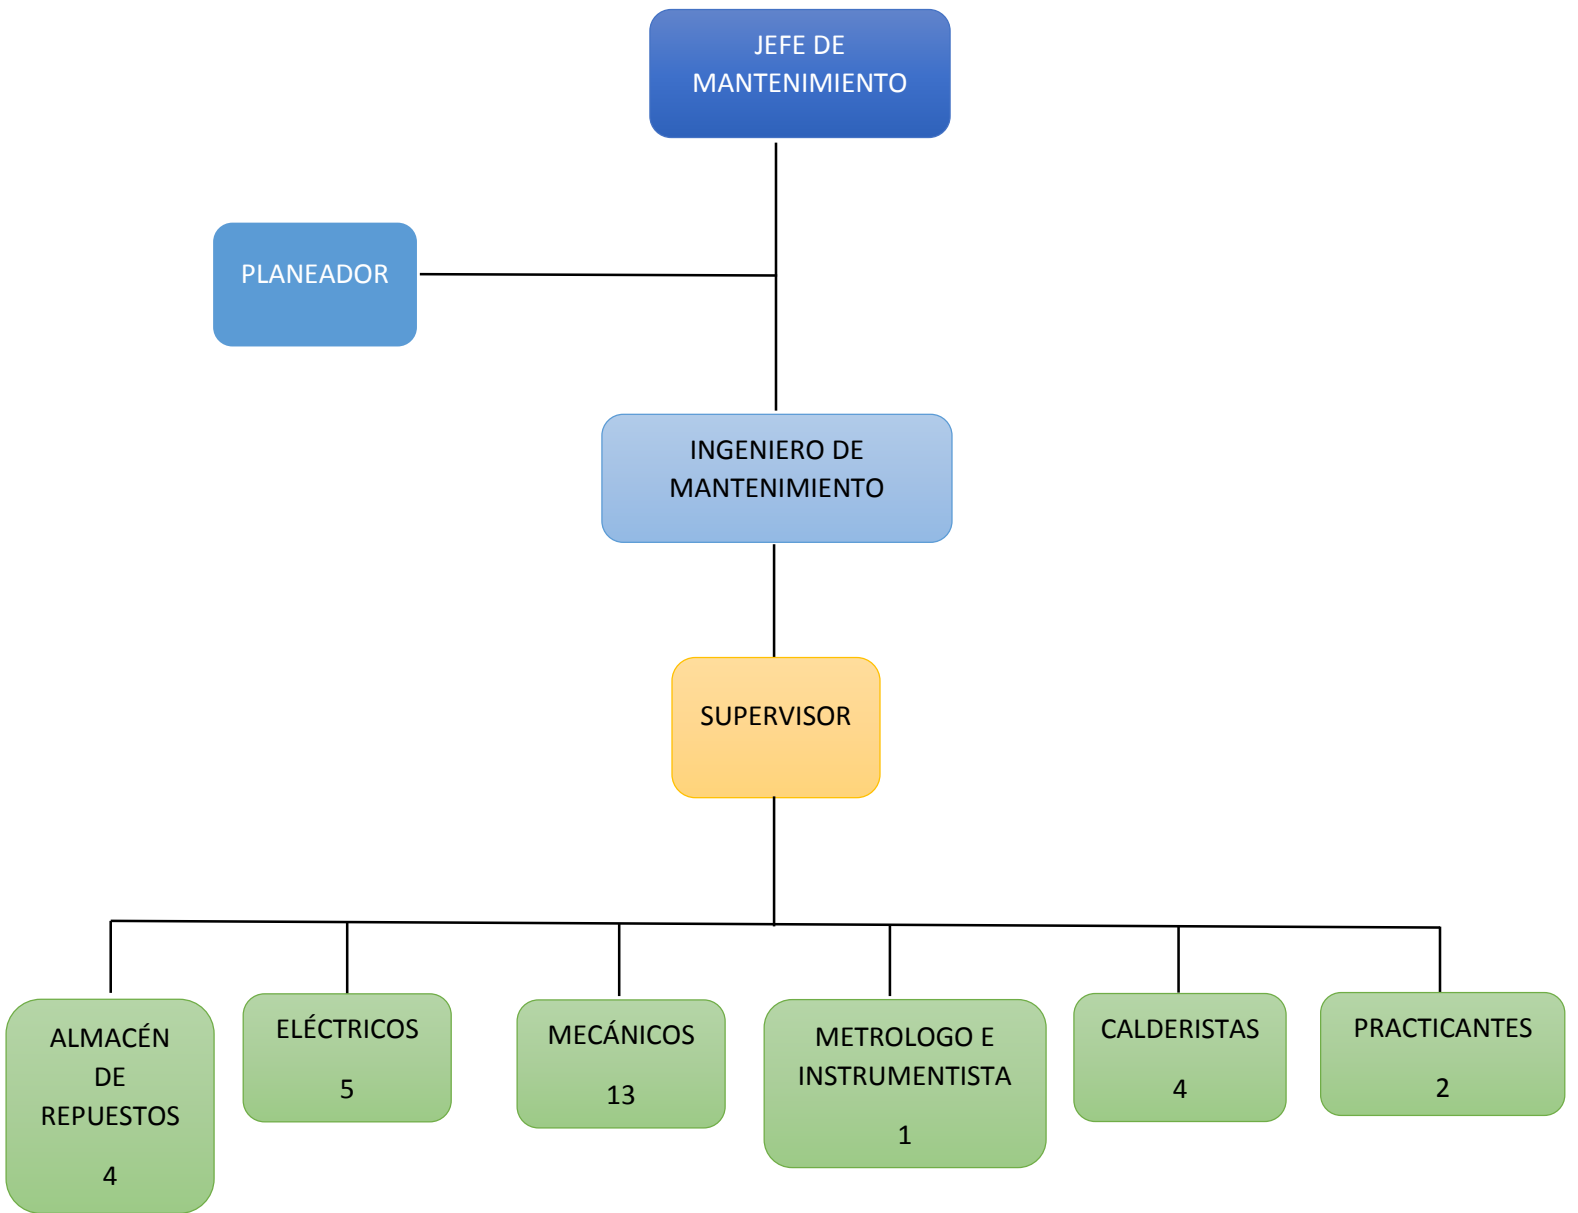 JEFE DE
MANTENIMIENTO
PLANEADOR
INGENIERO DE
MANTENIMIENTO
SUPERVISOR
ALMACÉN
DE
REPUESTOS
4
ELÉCTRICOS
5
MECÁNICOS
13
METROLOGO E
INSTRUMENTISTA
1
CALDERISTAS
4
PRACTICANTES
2